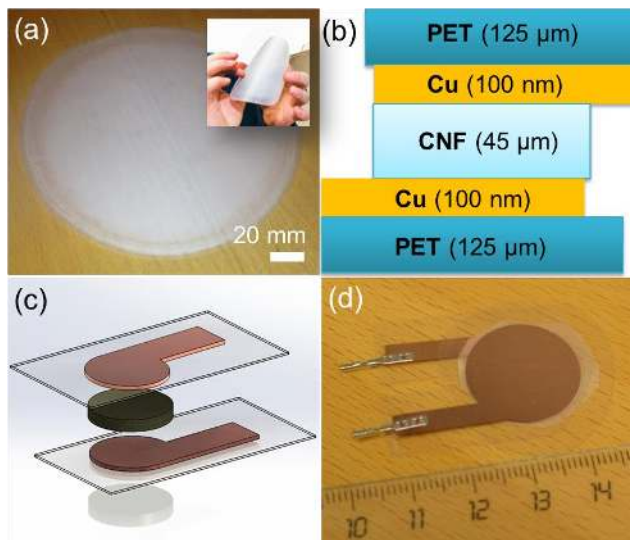 (a)
20 mm
(b)
PET (125 µm)
Cu (100 nm)
CNF (45 µm)
Cu (100 nm)
PET (125 µm)
(c)
(d)
10 11 12 13 14